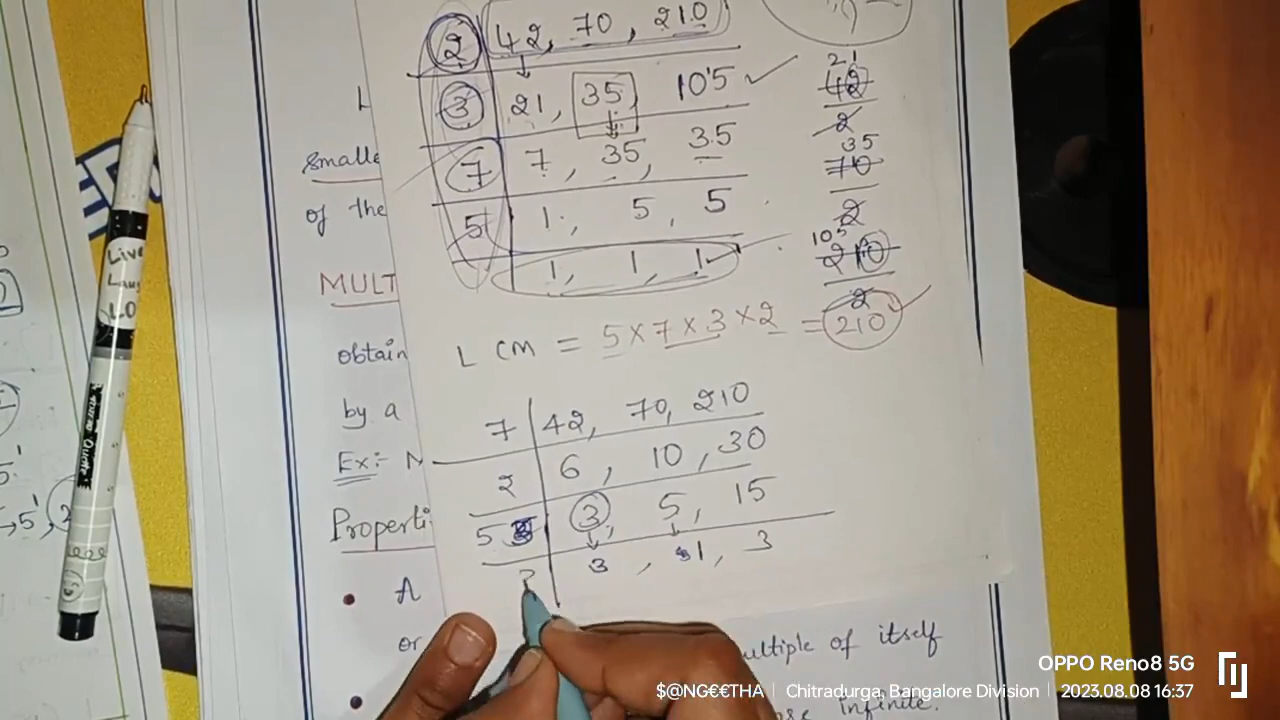 2 42, 70, 210
3 21, 35, 105
7 7, 35, 35
5 1, 5, 5
1, 1, 1
LCM = 5×7×3×2 = 210
7 42, 70, 210
2 6, 10, 30
5 3, 5, 15
3 3, 1, 3
21
42
2
35
70
2
105
210
2
L
smalle
of the
MULT
obtain
by a
Ex:- N
Properti
• A
or
ultiple of itself
•
infinite.
Live
OPPO Reno8 5G
$@NG€€THA | Chitradurga, Bangalore Division | 2023.08.08 16:37